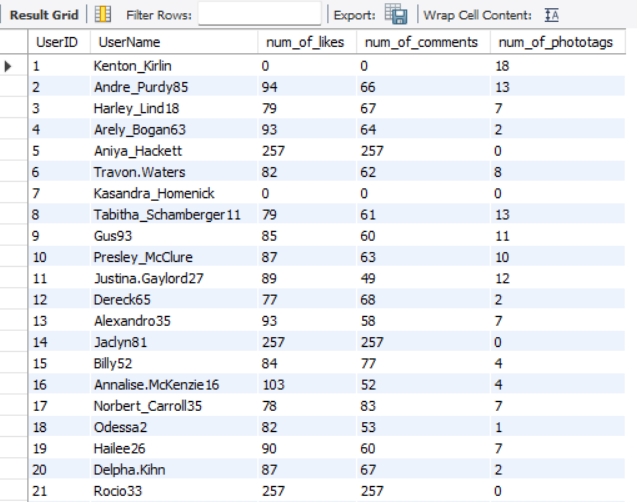 Result Grid Filter Rows: Export: Wrap Cell Content: IA
UserID UserName num_of_likes num_of_comments num_of_phototags
1 Kenton_Kirlin 0 0 18
2 Andre_Purdy85 94 66 13
3 Harley_Lind18 79 67 7
4 Arely_Bogan63 93 64 2
5 Aniya_Hackett 257 257 0
6 Travon.Waters 82 62 8
7 Kasandra_Homenick 0 0 0
8 Tabitha_Schamberger11 79 61 13
9 Gus93 85 60 11
10 Presley_McClure 87 63 10
11 Justina.Gaylord27 89 49 12
12 Dereck65 77 68 2
13 Alexandro35 93 58 7
14 Jaclyn81 257 257 0
15 Billy52 84 77 4
16 Annalise.McKenzie16 103 52 4
17 Norbert_Carroll35 78 83 7
18 Odessa2 82 53 1
19 Hailee26 90 60 7
20 Delpha.Kihn 87 67 2
21 Rocio33 257 257 0